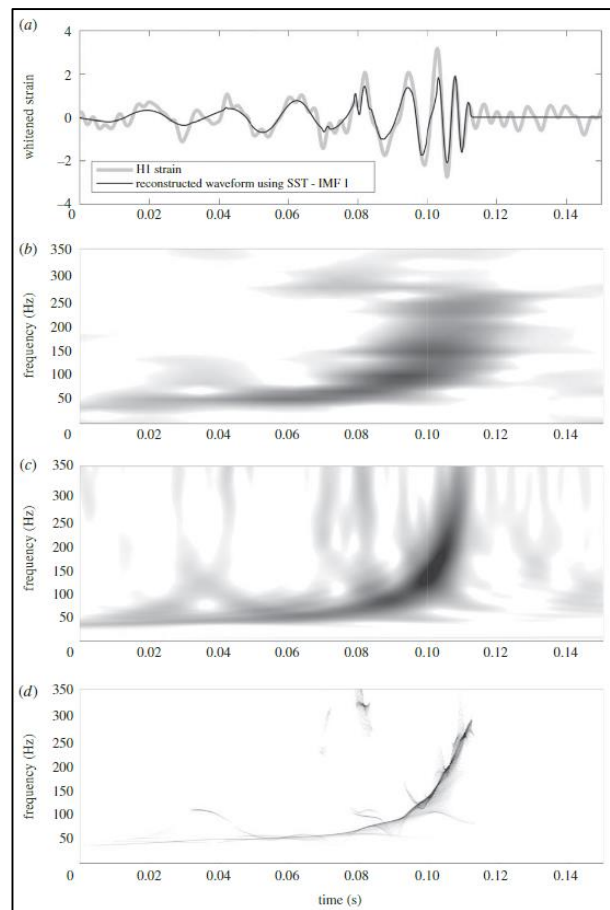 (a)
4
2
0
–2
–4
whitened strain
H1 strain
reconstructed waveform using SST - IMF I
0 0.02 0.04 0.06 0.08 0.10 0.12 0.14
(b)
350
300
250
200
150
100
50
0
frequency (Hz)
0.02 0.04 0.06 0.08 0.10 0.12 0.14
(c)
350
300
250
200
150
100
50
0
frequency (Hz)
0.02 0.04 0.06 0.08 0.10 0.12 0.14
(d)
350
300
250
200
150
100
50
0
frequency (Hz)
0.02 0.04 0.06 0.08 0.10 0.12 0.14
time (s)